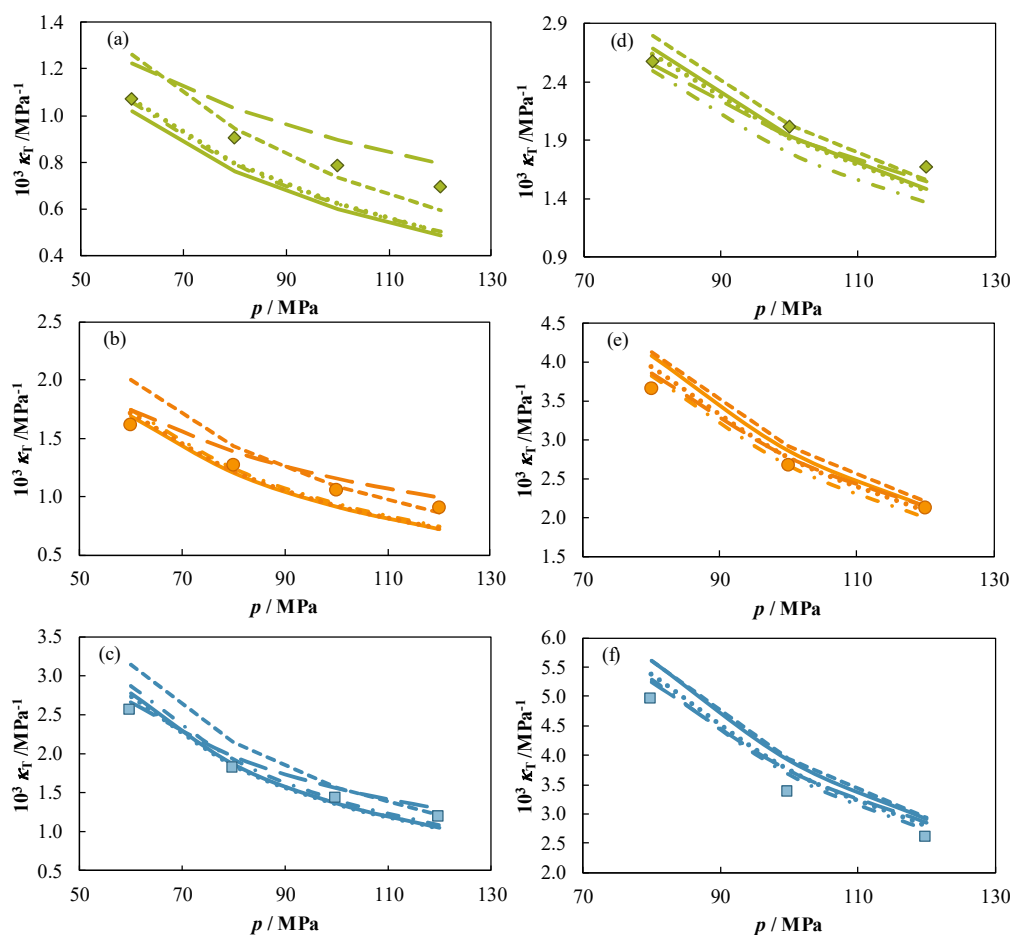 (a)
1.4
1.2
1.0
0.8
0.6
0.4
10³ κT /MPa⁻¹
50 70 90 110 130
p / MPa
(d)
2.9
2.4
1.9
1.4
0.9
10³ κT /MPa⁻¹
70 90 110 130
p / MPa
(b)
2.5
2.0
1.5
1.0
0.5
10³ κT /MPa⁻¹
50 70 90 110 130
p / MPa
(e)
4.5
4.0
3.5
3.0
2.5
2.0
1.5
10³ κT /MPa⁻¹
70 90 110 130
p / MPa
(c)
3.5
3.0
2.5
2.0
1.5
1.0
0.5
10³ κT /MPa⁻¹
50 70 90 110 130
p / MPa
(f)
6.0
5.5
5.0
4.5
4.0
3.5
3.0
2.5
2.0
10³ κT /MPa⁻¹
70 90 110 130
p / MPa